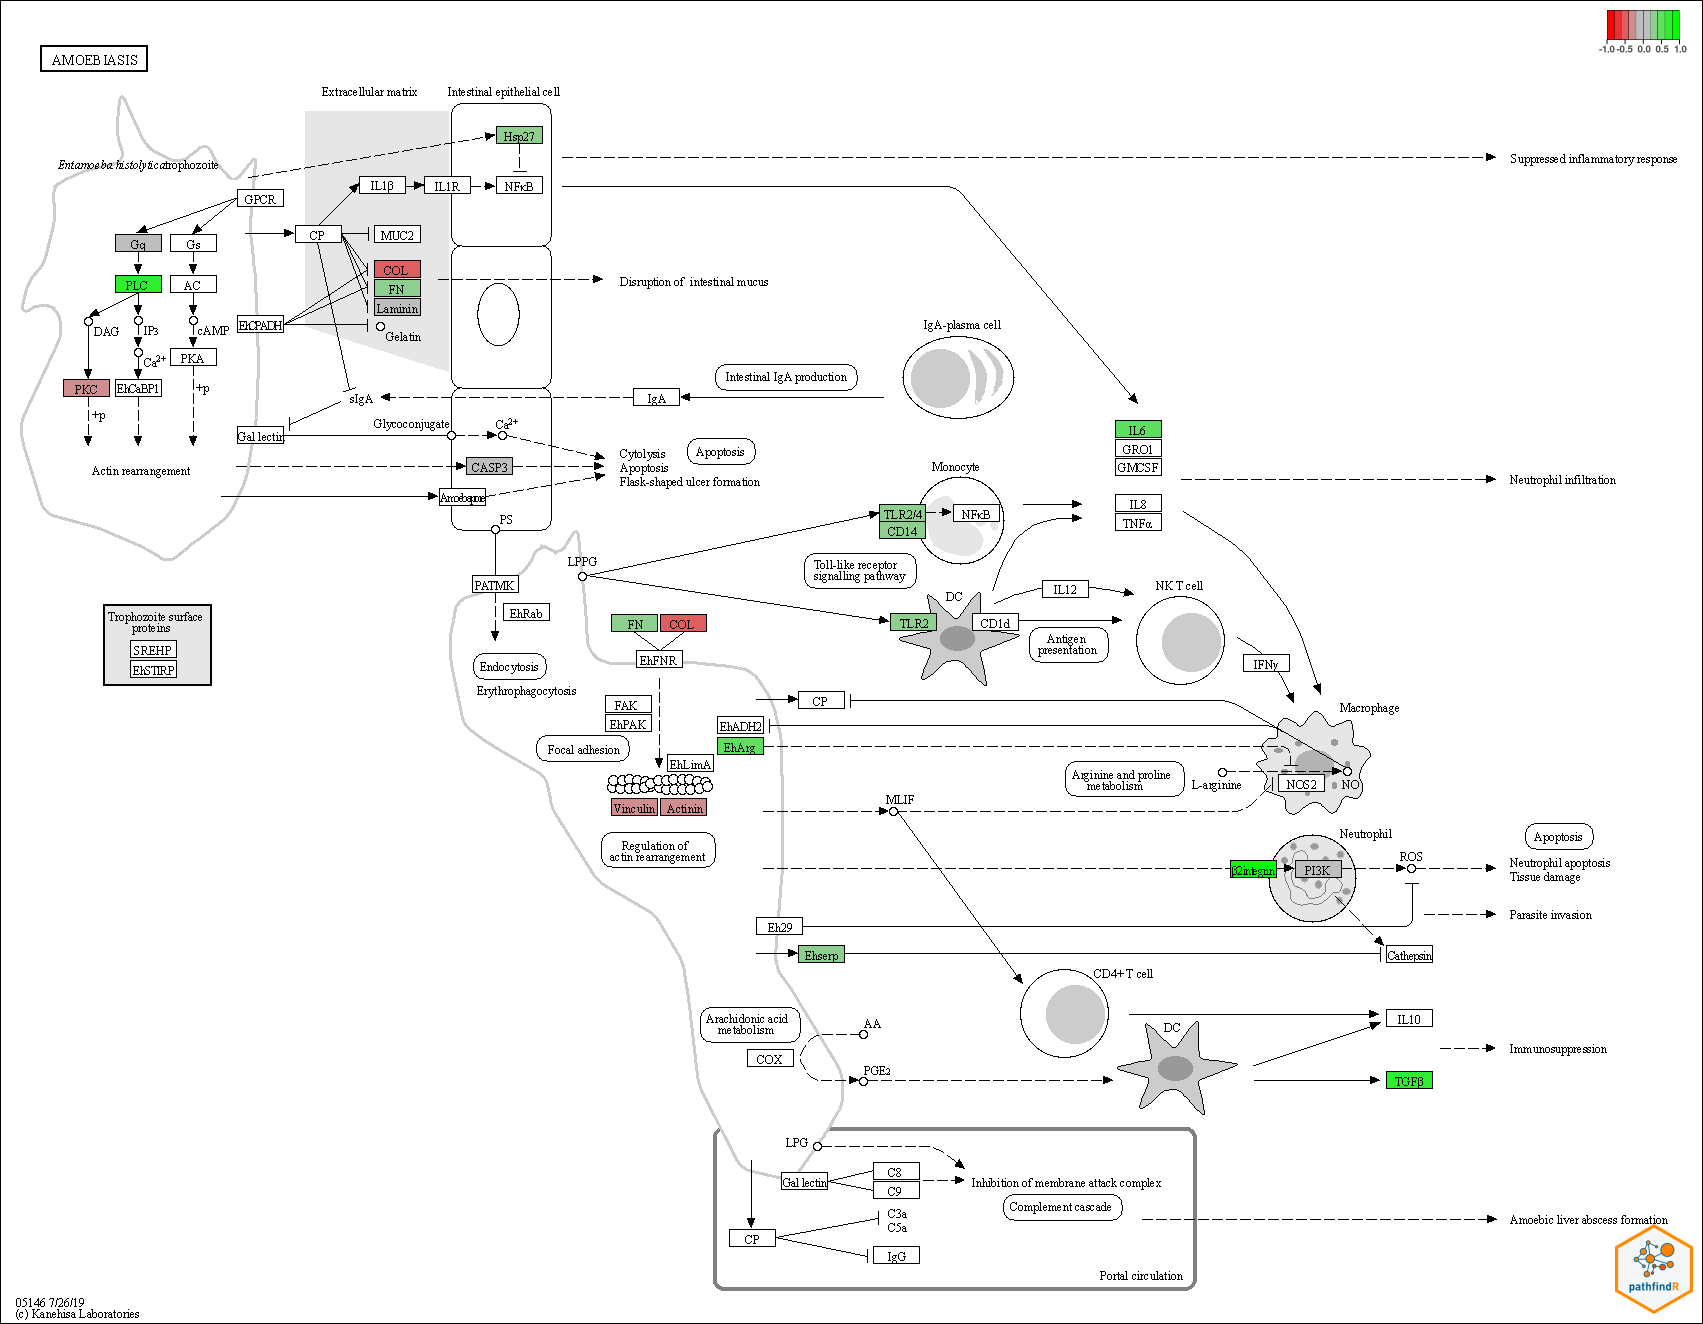 -1.0 -0.5 0.0 0.5 1.0
AMOEBIASIS
Extracellular matrix
Intestinal epithelial cell
Hsp27
Suppressed inflammatory response
Entamoeba histolytica trophozoite
IL1β
IL1R
NFκB
GPCR
CP
MUC2
Gq
Gs
COL
Disruption of intestinal mucus
PLC
AC
FN
Laminin
DAG
IP3
cAMP
EhCPADH
Gelatin
IgA-plasma cell
Ca2+
PKA
PKC
EhCaBP1
+p
Intestinal IgA production
sIgA
IgA
+p
Glycoconjugate
Ca2+
Gal lectin
IL6
GRO1
GMCSF
Cytolysis
Apoptosis
Flask-shaped ulcer formation
Apoptosis
Actin rearrangement
CASP3
Monocyte
Neutrophil infiltration
Amoebapore
IL8
TNFα
TLR2/4
NFκB
CD14
PS
LPPG
Toll-like receptor
signalling pathway
PATMK
EhRab
DC
IL12
NK T cell
Trophozoite surface
proteins
SREHP
EhSTIRP
FN
COL
TLR2
CD1d
Antigen
presentation
EhFNR
Endocytosis
Erythrophagocytosis
IFNγ
FAK
EhPAK
CP
Macrophage
EhADH2
EhArg
Focal adhesion
EhLimA
Arginine and proline
metabolism
L-arginine
NOS2
NO
Vinculin
Actinin
MLIF
Regulation of
actin rearrangement
Neutrophil
Apoptosis
β2integrin
PI3K
ROS
Neutrophil apoptosis
Tissue damage
Parasite invasion
Eh29
Ehserp
Cathepsin
CD4+ T cell
Arachidonic acid
metabolism
AA
COX
PGE2
DC
IL10
Immunosuppression
TGFβ
LPG
Gal lectin
C8
C9
Inhibition of membrane attack complex
Complement cascade
C3a
C5a
CP
IgG
Amoebic liver abscess formation
Portal circulation
pathfindR
05146 7/26/19
(c) Kanehisa Laboratories